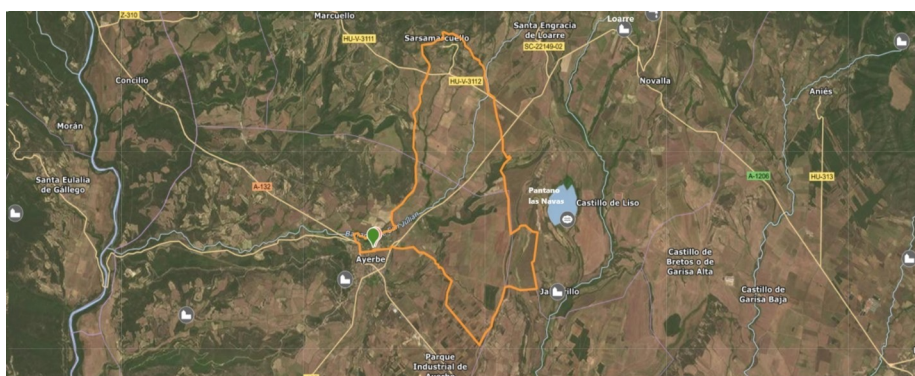 Z-310
Marcuello
Loarre
Santa Engracia
de Loarre
Sarsamarcuello
HU-V-3111
SC-22149-02
Concilio
HU-V-3112
Novalla
Aniés
Morán
Santa Eulalia
de Gállego
A-132
A-1206
HU-313
Pantano
las Navas
Castillo de Liso
Ayerbe
Castillo de
Bretos o de
Garisa Alta
Castillo de
Garisa Baja
Parque
Industrial de